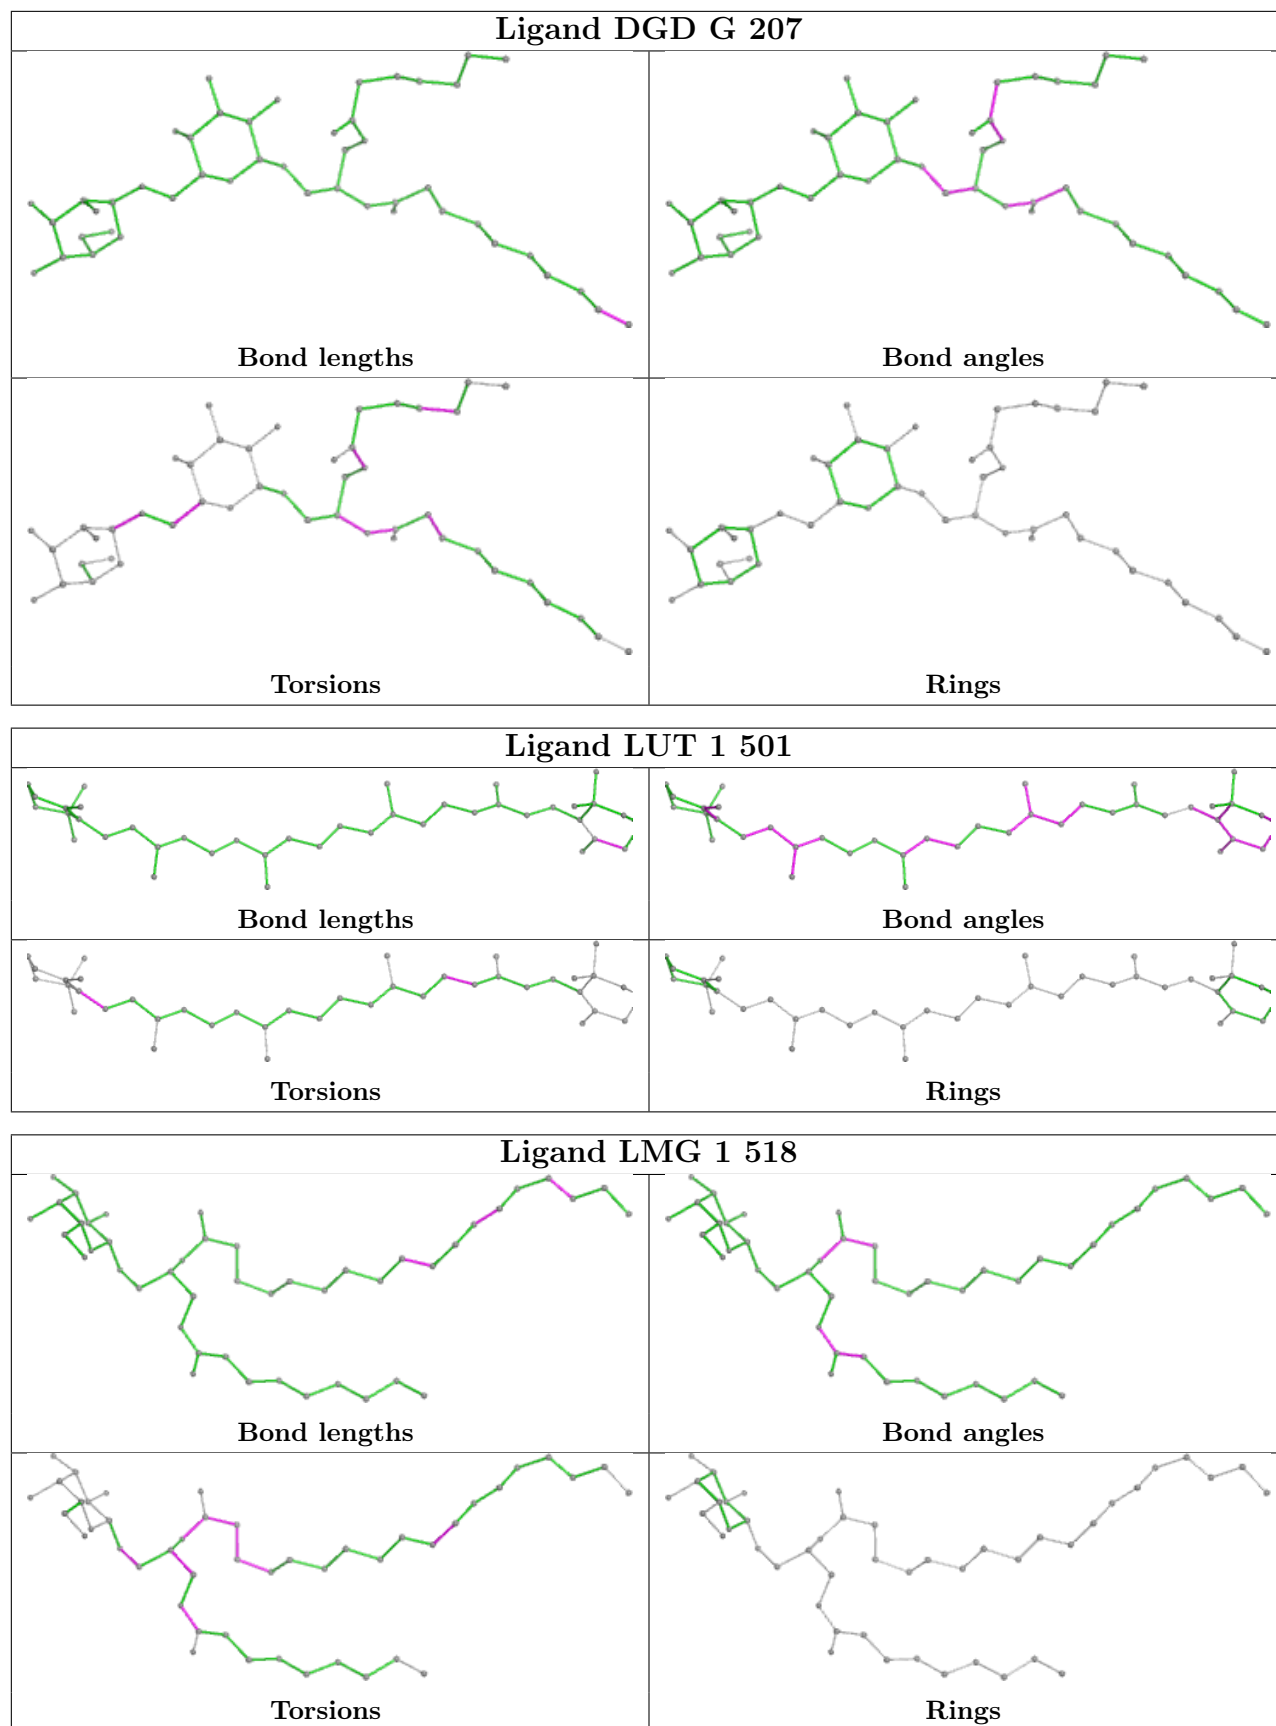 Ligand DGD G 207
Bond lengths
Bond angles
Torsions
Rings
Ligand LUT 1 501
Bond lengths
Bond angles
Torsions
Rings
Ligand LMG 1 518
Bond lengths
Bond angles
Torsions
Rings